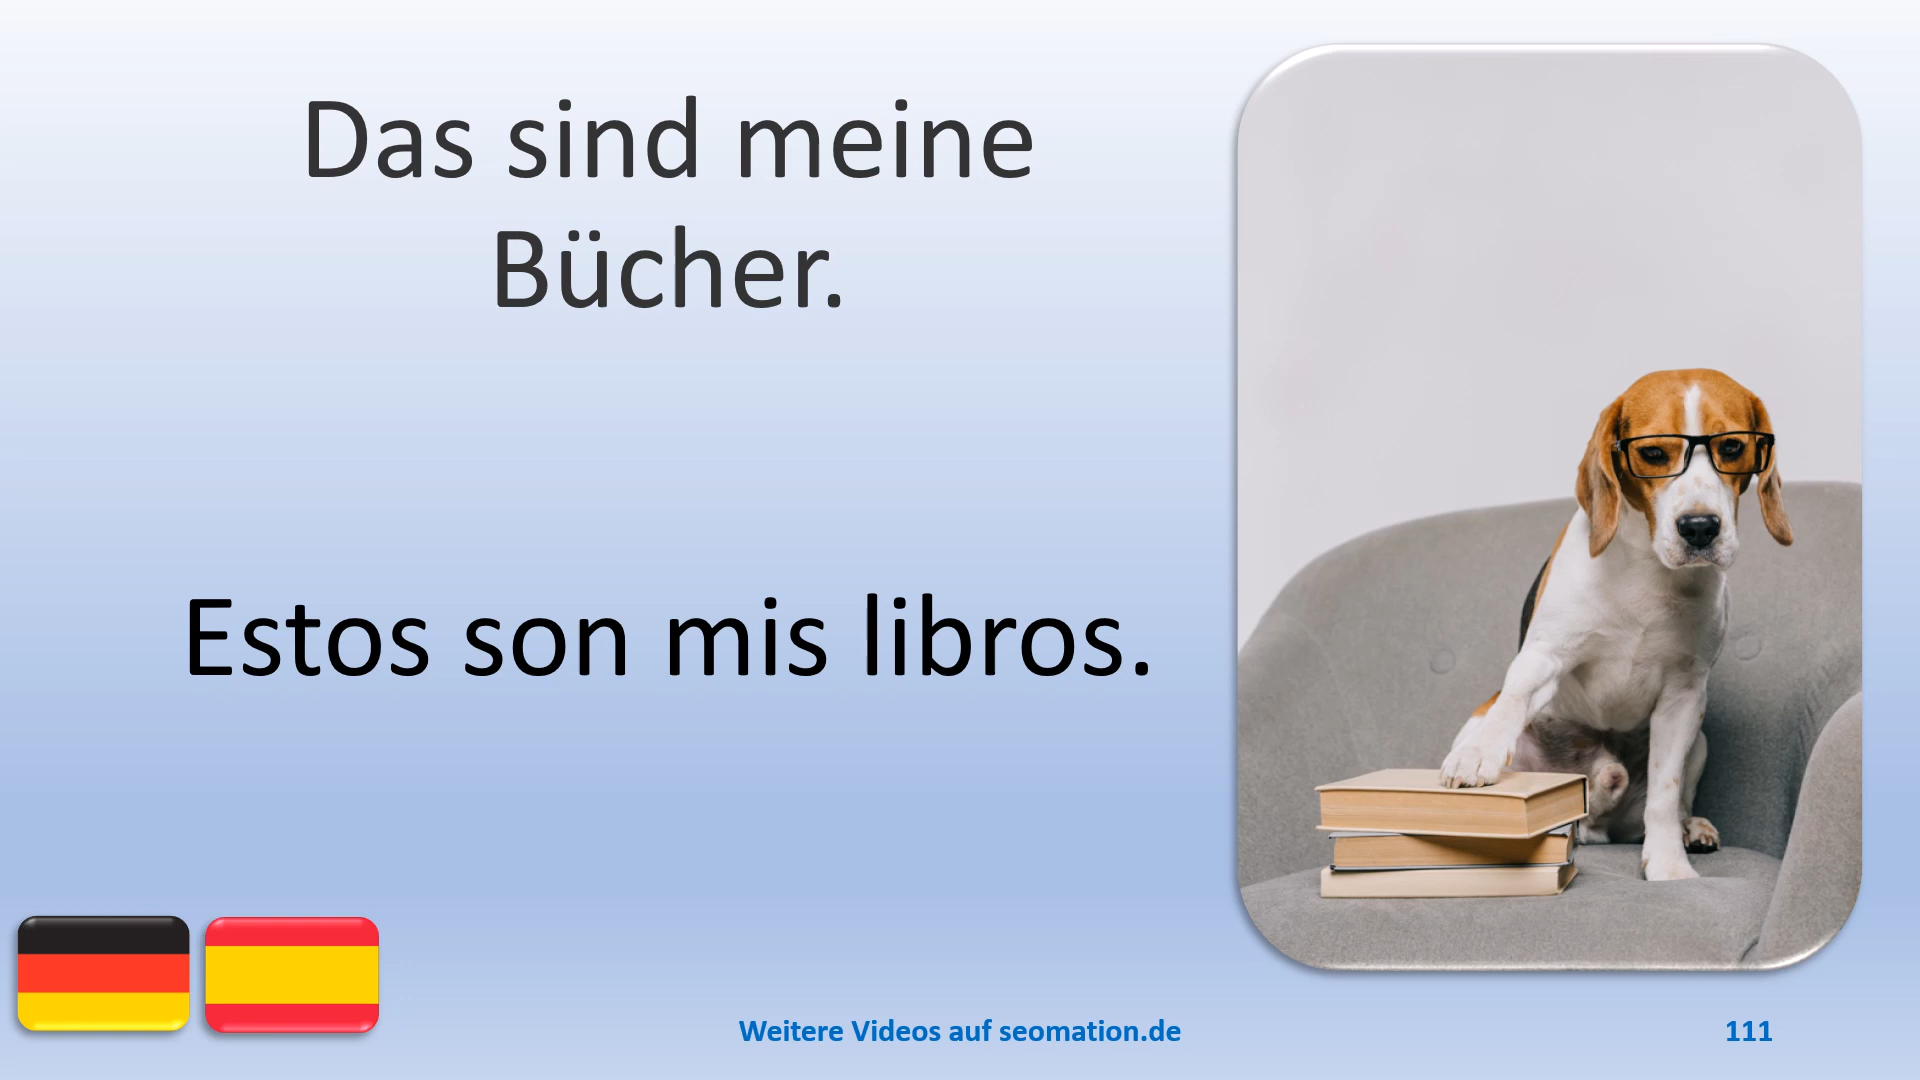 Das sind meine
Bücher.
Estos son mis libros.
Weitere Videos auf seomation.de
111